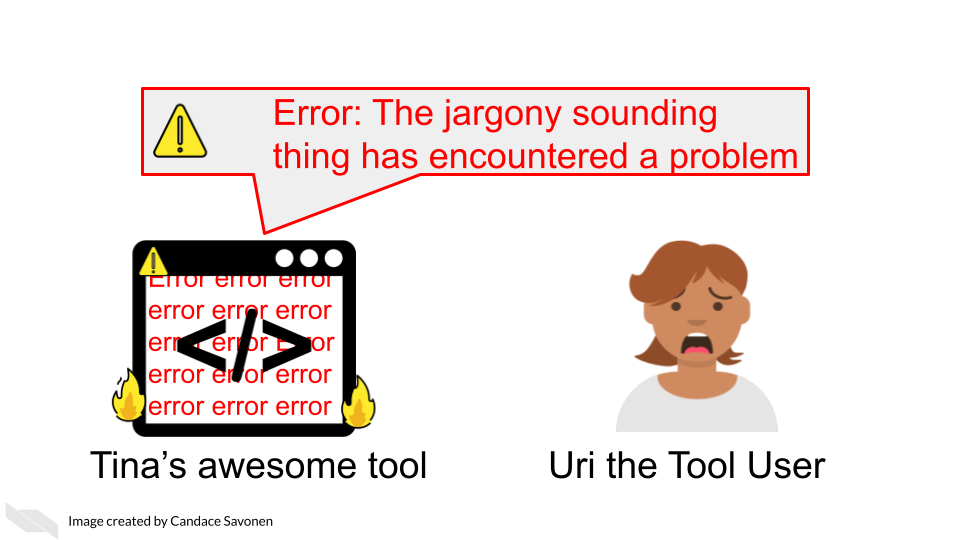 Error: The jargony sounding
thing has encountered a problem
Error error error
error error error
error error Error
error error error
error error error
</>
Tina’s awesome tool
Uri the Tool User
Image created by Candace Savonen